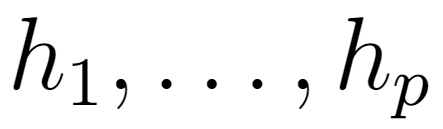 h_1, . . . , h_p